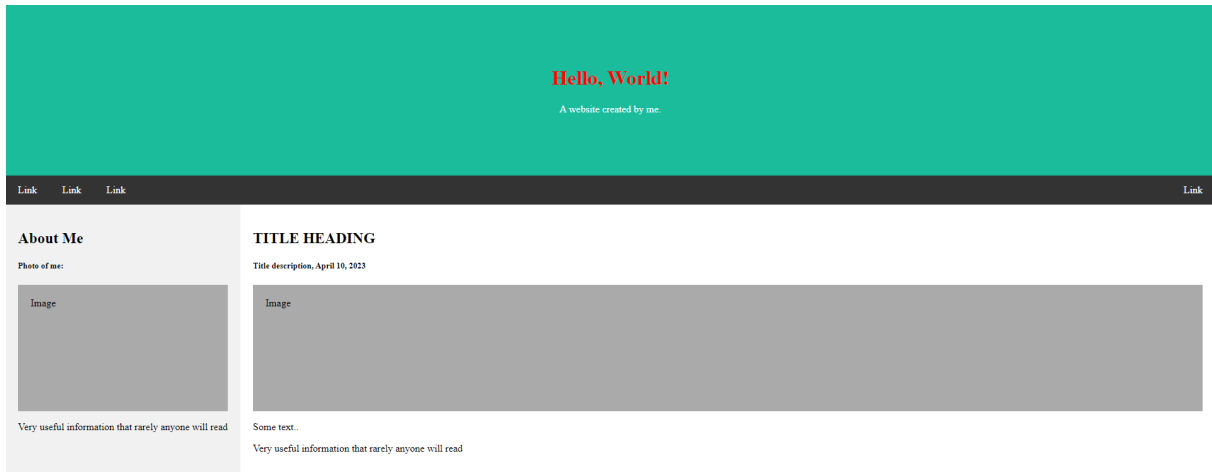 Hello, World!
A website created by me.
Link Link Link Link
About Me
Photo of me:
Image
Very useful information that rarely anyone will read
TITLE HEADING
Title description, April 10, 2023
Image
Some text..
Very useful information that rarely anyone will read